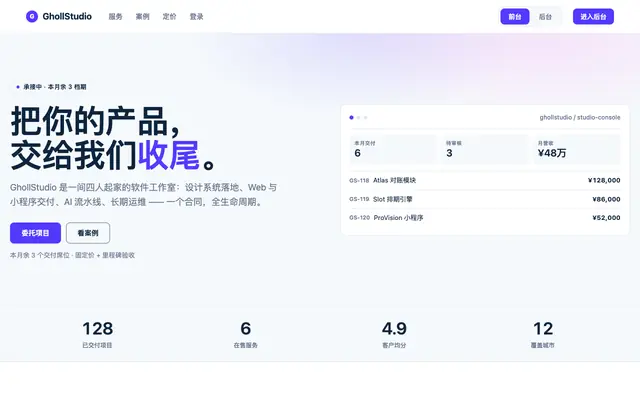 G GhollStudio 服务 案例 定价 登录 前台 后台 进入后台
承接中 · 本月余 3 档期
把你的产品，
交给我们收尾。
GhollStudio 是一间四人起家的软件工作室：设计系统落地、Web 与
小程序交付、AI 流水线、长期运维 —— 一个合同，全生命周期。
委托项目 看案例
本月余 3 个交付席位 · 固定价 + 里程碑验收
ghollstudio / studio-console
本月交付 待审核 月营收
6 3 ¥48万
GS-118 Atlas 对账模块 ¥128,000
GS-119 Slot 排期引擎 ¥86,000
GS-120 ProVision 小程序 ¥52,000
128 6 4.9 12
已交付项目 在售服务 客户均分 覆盖城市